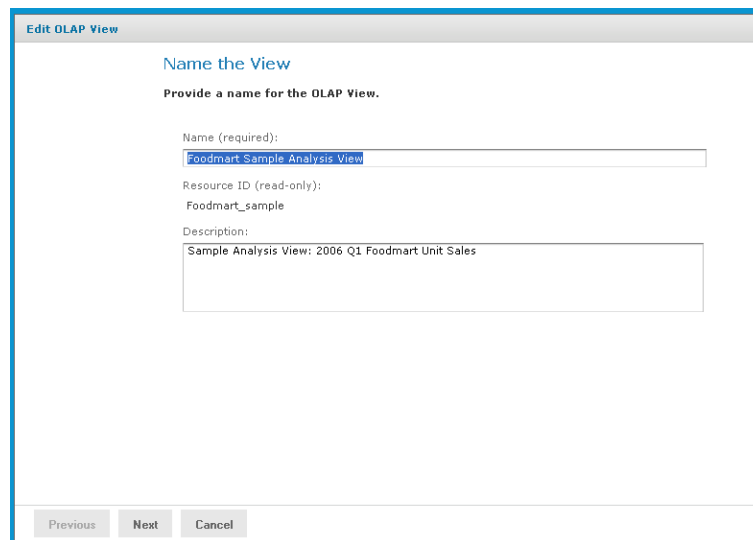 Edit OLAP View
Name the View
Provide a name for the OLAP View.
Name (required):
Foodmart Sample Analysis View
Resource ID (read-only):
Foodmart_sample
Description:
Sample Analysis View: 2006 Q1 Foodmart Unit Sales
Previous Next Cancel